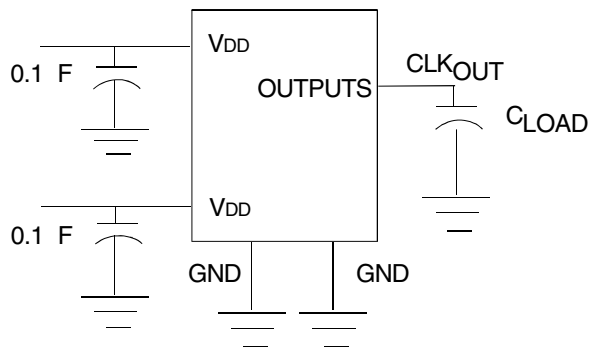 VDD
0.1 F
CLKOUT
OUTPUTS
CLOAD
VDD
0.1 F
GND
GND